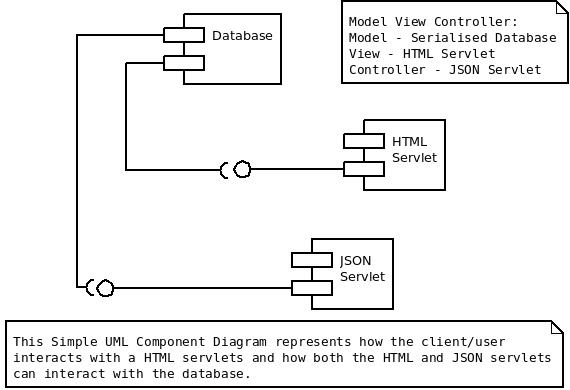 Database
Model View Controller:
Model - Serialised Database
View - HTML Servlet
Controller - JSON Servlet
HTML
Servlet
JSON
Servlet
This Simple UML Component Diagram represents how the client/user
interacts with a HTML servlets and how both the HTML and JSON servlets
can interact with the database.